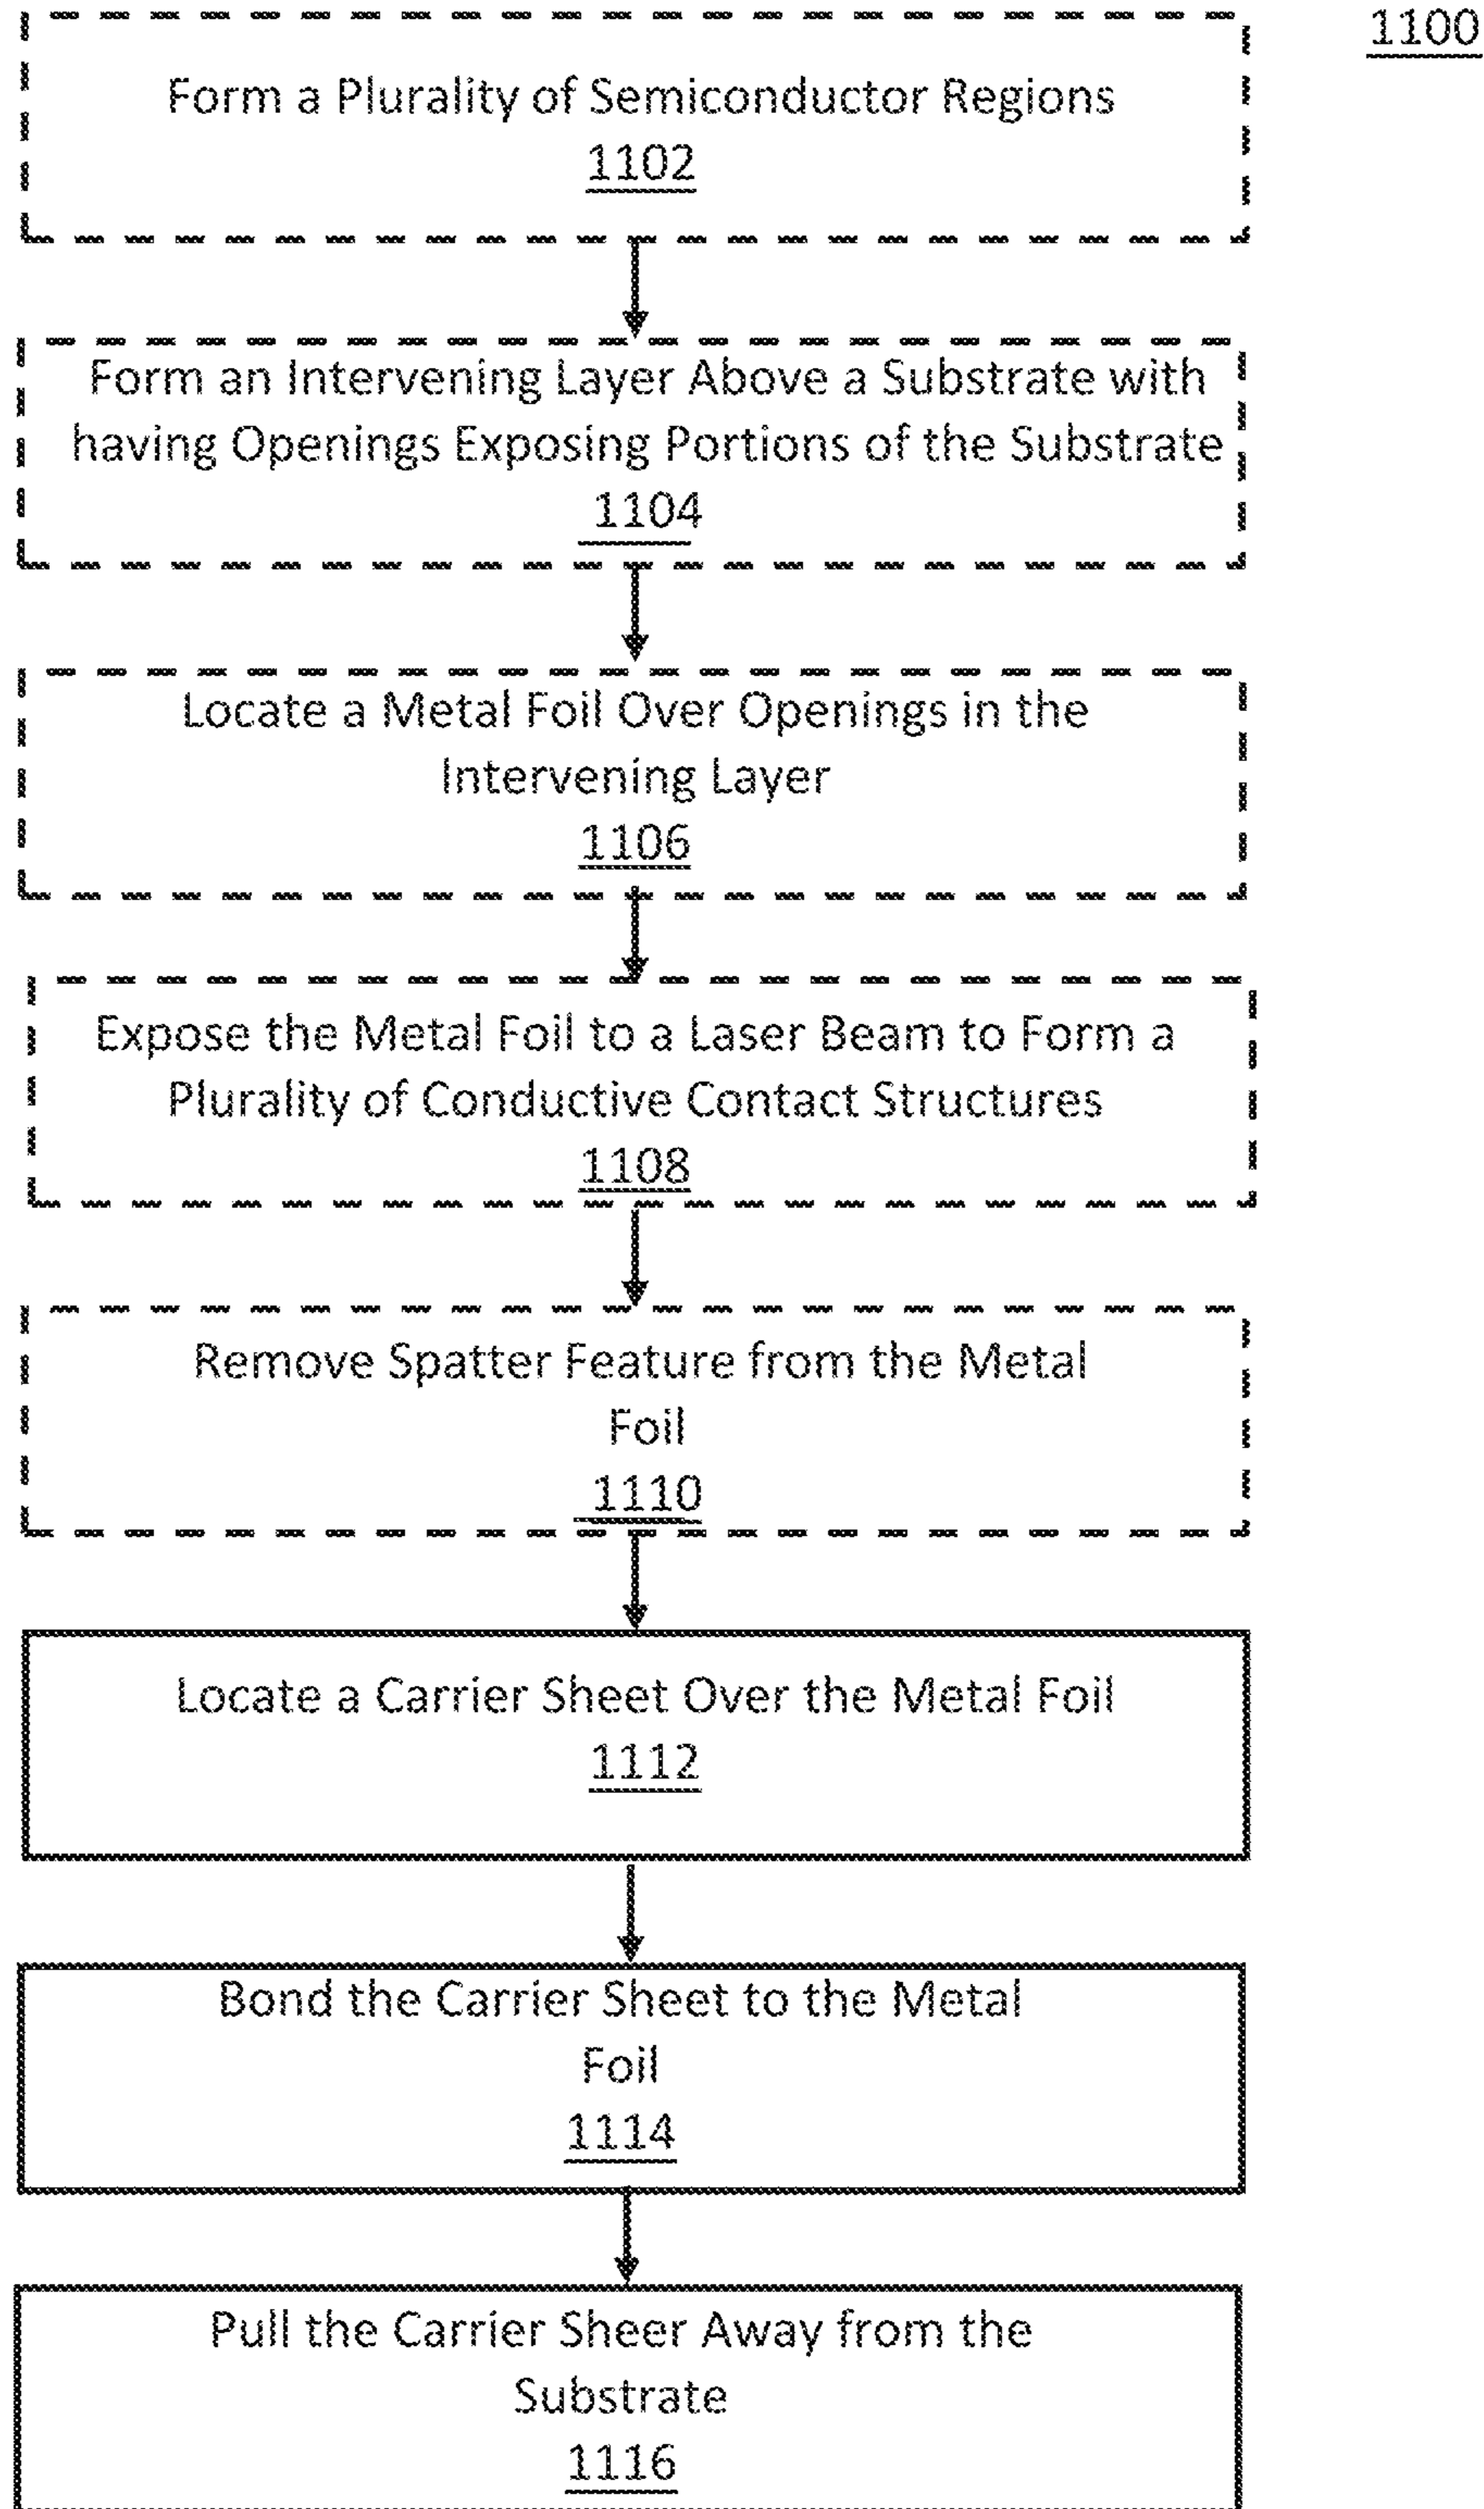 1100
Form a Plurality of Semiconductor Regions
1102
Form an Intervening Layer Above a Substrate with
having Openings Exposing Portions of the Substrate
1104
Locate a Metal Foil Over Openings in the
Intervening Layer
1106
Expose the Metal Foil to a Laser Beam to Form a
Plurality of Conductive Contact Structures
1108
Remove Spatter Feature from the Metal
Foil
1110
Locate a Carrier Sheet Over the Metal Foil
1112
Bond the Carrier Sheet to the Metal
Foil
1114
Pull the Carrier Sheer Away from the
Substrate
1116